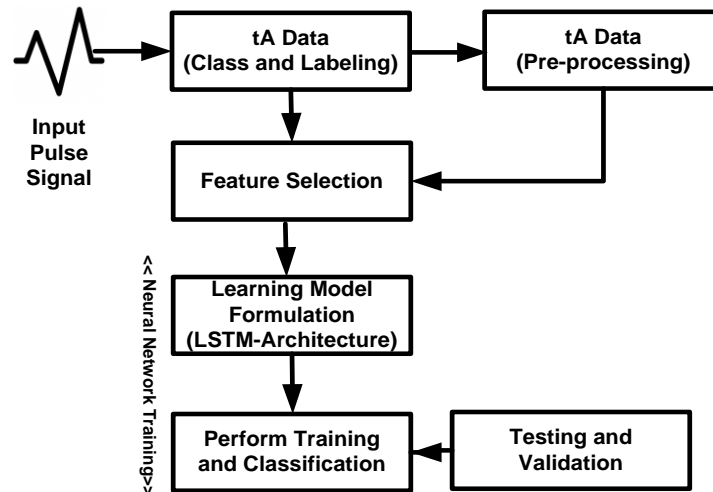 tA Data
(Class and Labeling)
tA Data
(Pre-processing)
Input
Pulse
Signal
Feature Selection
<< Neural Network Training>>
Learning Model
Formulation
(LSTM-Architecture)
Perform Training
and Classification
Testing and
Validation